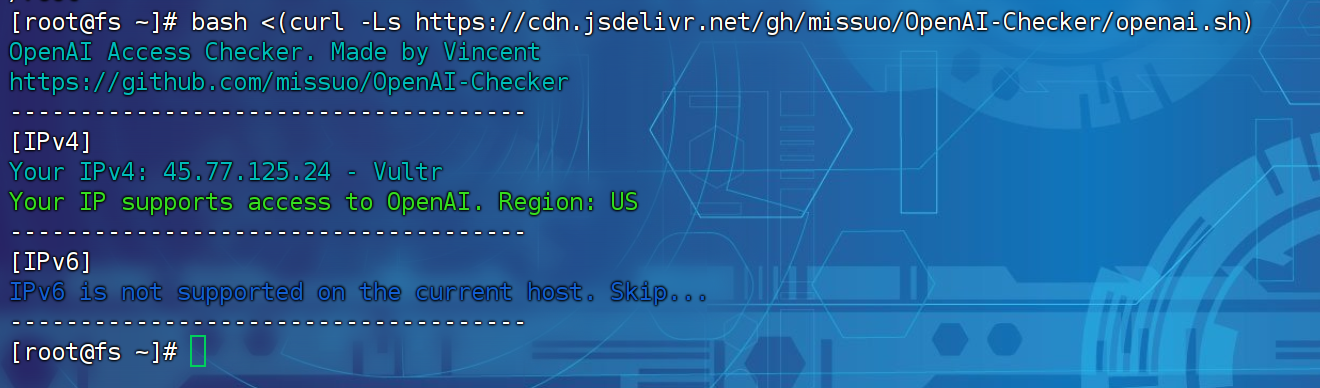 [root@fs ~]# bash <(curl -Ls https://cdn.jsdelivr.net/gh/missuo/OpenAI-Checker/openai.sh)
OpenAI Access Checker. Made by Vincent
https://github.com/missuo/OpenAI-Checker
-------------------------------------
[IPv4]
Your IPv4: 45.77.125.24 - Vultr
Your IP supports access to OpenAI. Region: US
-------------------------------------
[IPv6]
IPv6 is not supported on the current host. Skip...
-------------------------------------
[root@fs ~]#